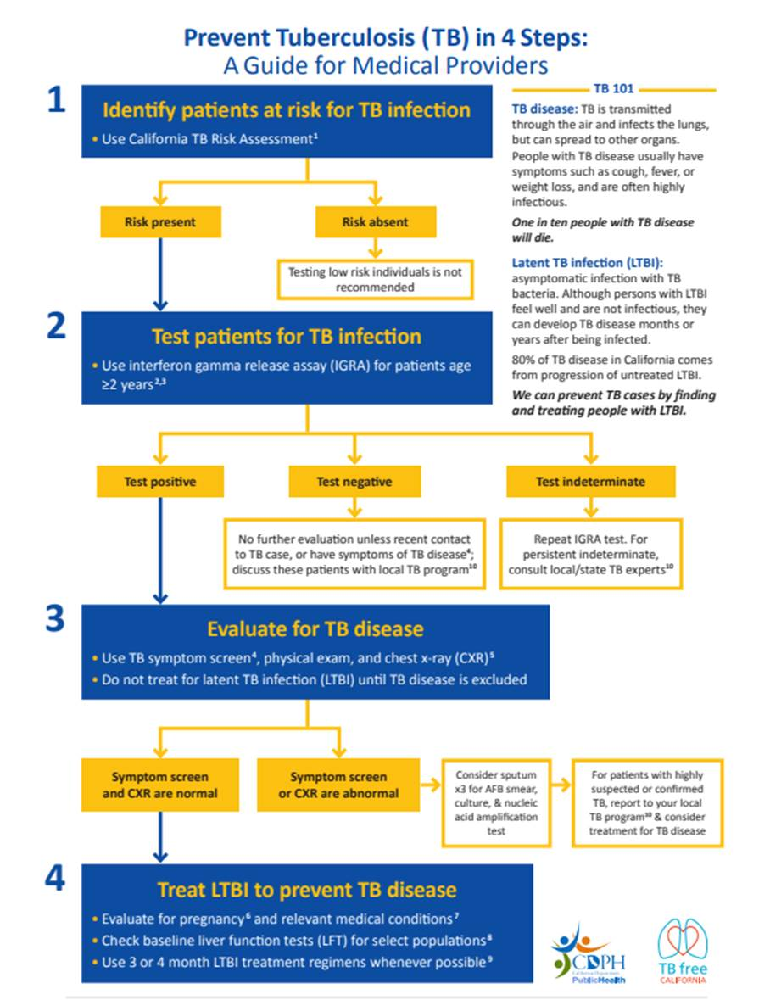 Prevent Tuberculosis (TB) in 4 Steps:
A Guide for Medical Providers
1
Identify patients at risk for TB infection
• Use California TB Risk Assessment¹
Risk present
Risk absent
Testing low risk individuals is not
recommended
TB 101
TB disease: TB is transmitted
through the air and infects the lungs,
but can spread to other organs.
People with TB disease usually have
symptoms such as cough, fever, or
weight loss, and are often highly
infectious.
One in ten people with TB disease
will die.
Latent TB infection (LTBI):
asymptomatic infection with TB
bacteria. Although persons with LTBI
feel well and are not infectious, they
can develop TB disease months or
years after being infected.
80% of TB disease in California comes
from progression of untreated LTBI.
We can prevent TB cases by finding
and treating people with LTBI.
2
Test patients for TB infection
• Use interferon gamma release assay (IGRA) for patients age
≥2 years²,³
Test positive
Test negative
Test indeterminate
No further evaluation unless recent contact
to TB case, or have symptoms of TB disease⁴;
discuss these patients with local TB program¹⁰
Repeat IGRA test. For
persistent indeterminate,
consult local/state TB experts¹⁰
3
Evaluate for TB disease
• Use TB symptom screen⁴, physical exam, and chest x-ray (CXR)⁵
• Do not treat for latent TB infection (LTBI) until TB disease is excluded
Symptom screen
and CXR are normal
Symptom screen
or CXR are abnormal
Consider sputum
x3 for AFB smear,
culture, & nucleic
acid amplification
test
For patients with highly
suspected or confirmed
TB, report to your local
TB program¹⁰ & consider
treatment for TB disease
4
Treat LTBI to prevent TB disease
• Evaluate for pregnancy⁶ and relevant medical conditions⁷
• Check baseline liver function tests (LFT) for select populations⁸
• Use 3 or 4 month LTBI treatment regimens whenever possible⁹
CDPH
PublicHealth
TB free
CALIFORNIA